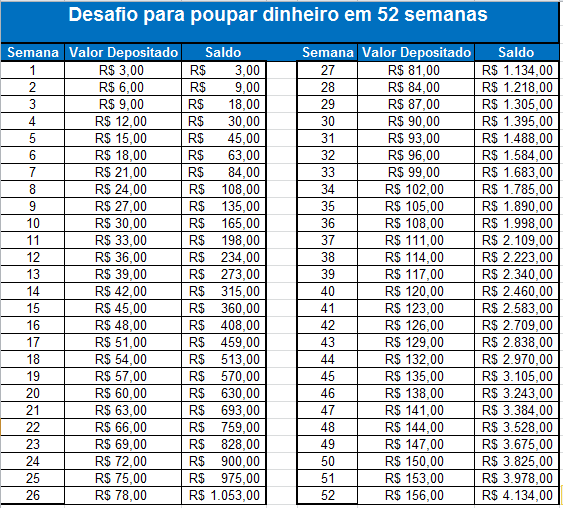 Desafio para poupar dinheiro em 52 semanas
Semana Valor Depositado Saldo Semana Valor Depositado Saldo
1 R$ 3,00 R$ 3,00 27 R$ 81,00 R$ 1.134,00
2 R$ 6,00 R$ 9,00 28 R$ 84,00 R$ 1.218,00
3 R$ 9,00 R$ 18,00 29 R$ 87,00 R$ 1.305,00
4 R$ 12,00 R$ 30,00 30 R$ 90,00 R$ 1.395,00
5 R$ 15,00 R$ 45,00 31 R$ 93,00 R$ 1.488,00
6 R$ 18,00 R$ 63,00 32 R$ 96,00 R$ 1.584,00
7 R$ 21,00 R$ 84,00 33 R$ 99,00 R$ 1.683,00
8 R$ 24,00 R$ 108,00 34 R$ 102,00 R$ 1.785,00
9 R$ 27,00 R$ 135,00 35 R$ 105,00 R$ 1.890,00
10 R$ 30,00 R$ 165,00 36 R$ 108,00 R$ 1.998,00
11 R$ 33,00 R$ 198,00 37 R$ 111,00 R$ 2.109,00
12 R$ 36,00 R$ 234,00 38 R$ 114,00 R$ 2.223,00
13 R$ 39,00 R$ 273,00 39 R$ 117,00 R$ 2.340,00
14 R$ 42,00 R$ 315,00 40 R$ 120,00 R$ 2.460,00
15 R$ 45,00 R$ 360,00 41 R$ 123,00 R$ 2.583,00
16 R$ 48,00 R$ 408,00 42 R$ 126,00 R$ 2.709,00
17 R$ 51,00 R$ 459,00 43 R$ 129,00 R$ 2.838,00
18 R$ 54,00 R$ 513,00 44 R$ 132,00 R$ 2.970,00
19 R$ 57,00 R$ 570,00 45 R$ 135,00 R$ 3.105,00
20 R$ 60,00 R$ 630,00 46 R$ 138,00 R$ 3.243,00
21 R$ 63,00 R$ 693,00 47 R$ 141,00 R$ 3.384,00
22 R$ 66,00 R$ 759,00 48 R$ 144,00 R$ 3.528,00
23 R$ 69,00 R$ 828,00 49 R$ 147,00 R$ 3.675,00
24 R$ 72,00 R$ 900,00 50 R$ 150,00 R$ 3.825,00
25 R$ 75,00 R$ 975,00 51 R$ 153,00 R$ 3.978,00
26 R$ 78,00 R$ 1.053,00 52 R$ 156,00 R$ 4.134,00